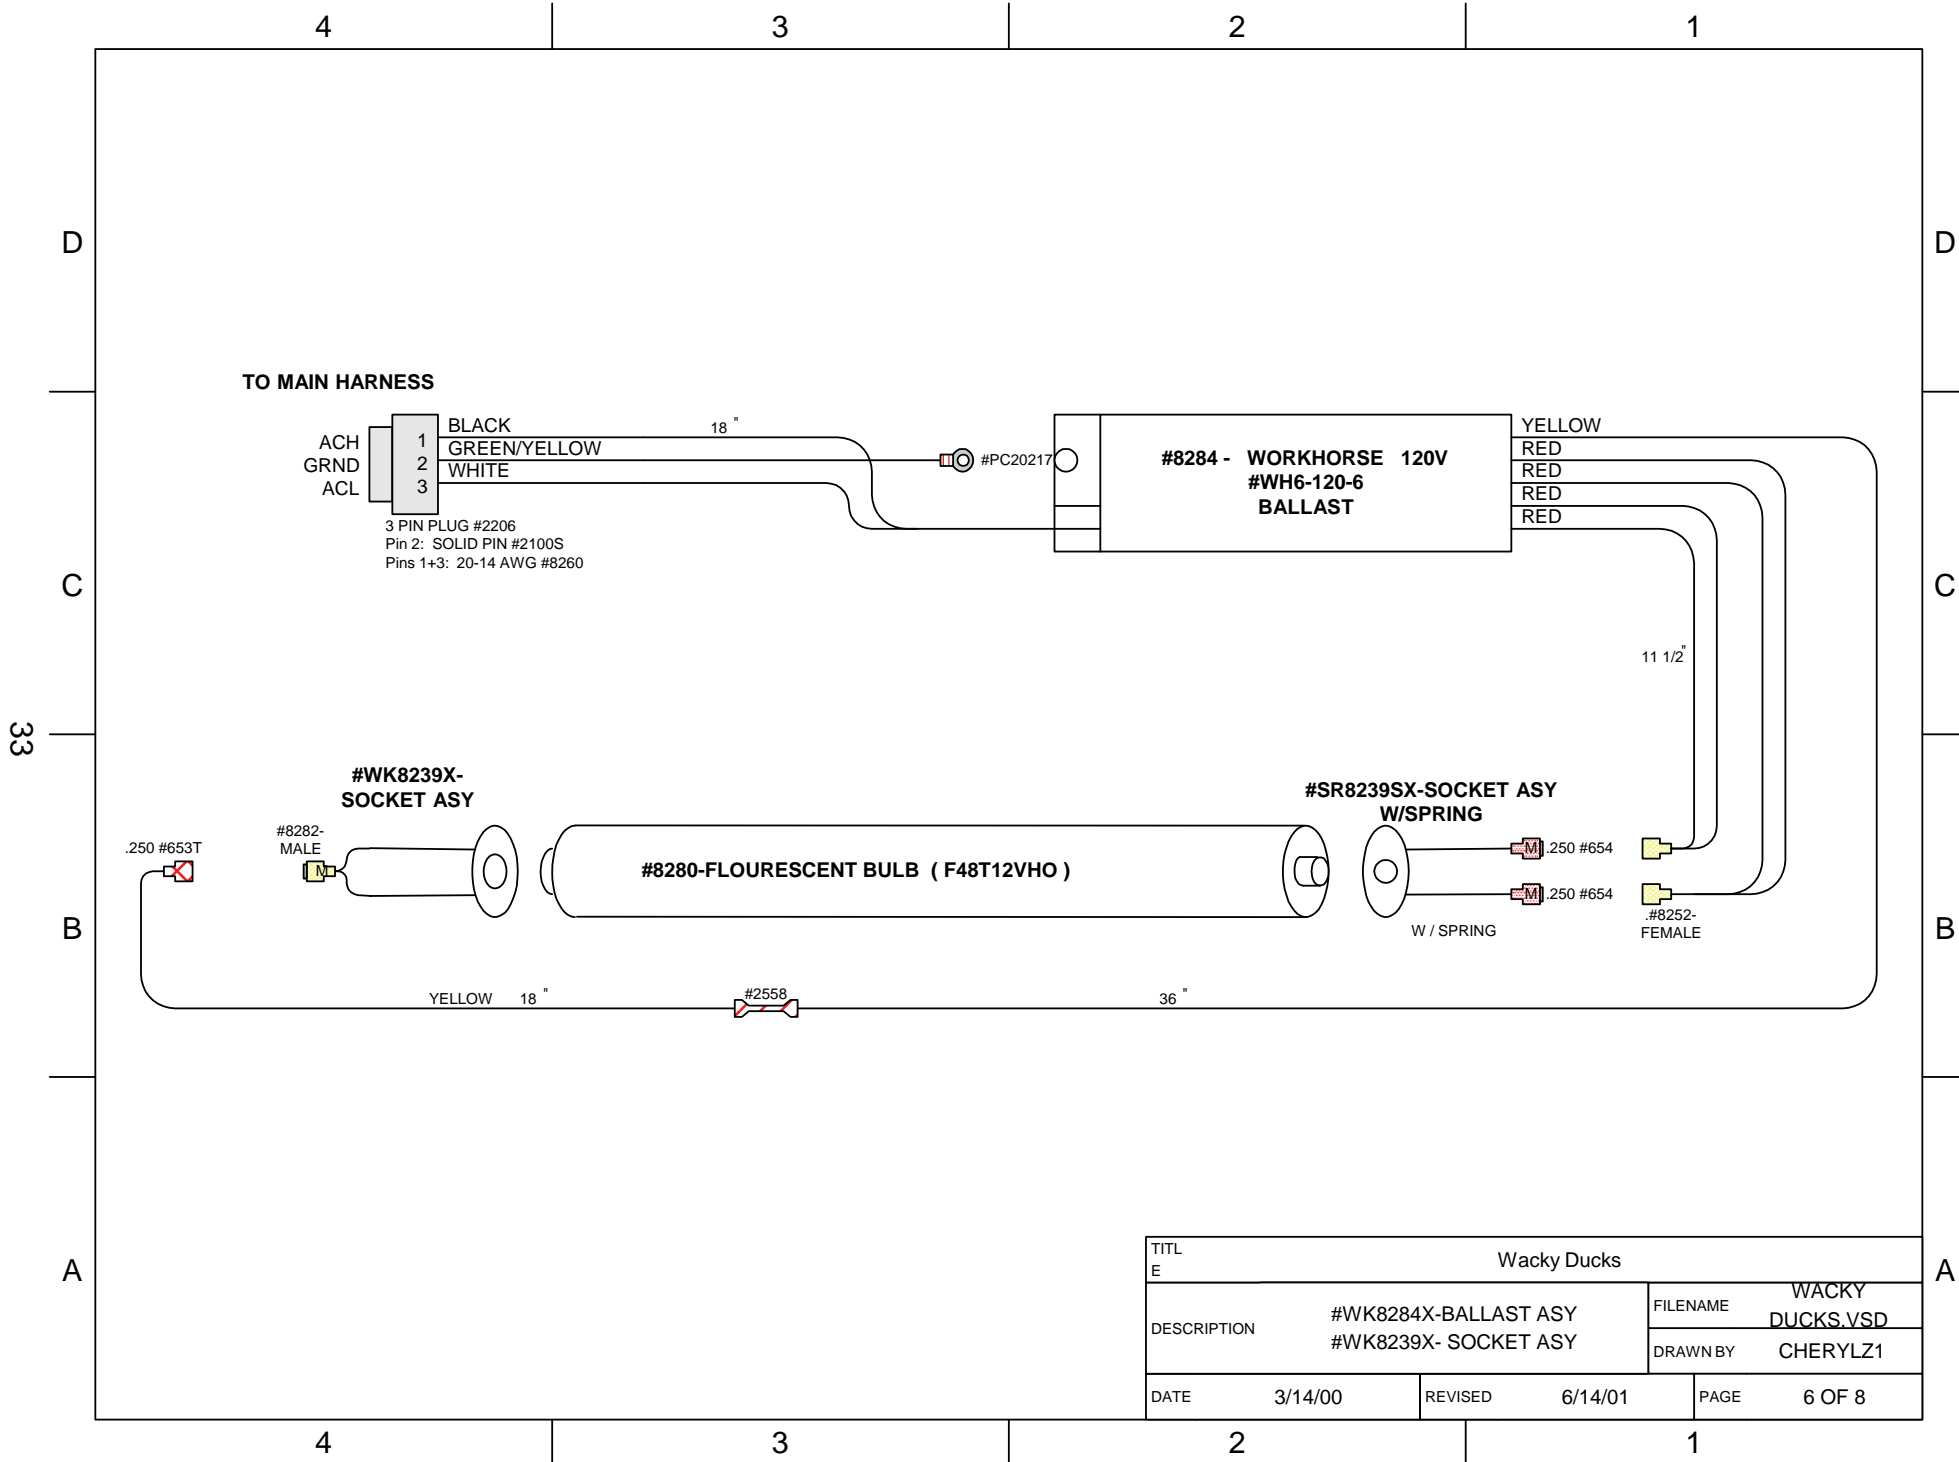 4 3 2 1
D D
TO MAIN HARNESS
ACH 1 BLACK 18 "
GRND 2 GREEN/YELLOW
ACL 3 WHITE
#PC20217
3 PIN PLUG #2206
Pin 2: SOLID PIN #2100S
Pins 1+3: 20-14 AWG #8260
#8284 - WORKHORSE 120V
#WH6-120-6
BALLAST
YELLOW
RED
RED
RED
RED
C C
11 1/2"
33
#WK8239X-
SOCKET ASY
#SR8239SX-SOCKET ASY
W/SPRING
.250 #653T
#8282-
MALE
M
#8280-FLOURESCENT BULB ( F48T12VHO )
M .250 #654
M .250 #654
W / SPRING
.#8252-
FEMALE
B B
YELLOW 18 "
#2558
36 "
A A
TITL
E
Wacky Ducks
DESCRIPTION
#WK8284X-BALLAST ASY
#WK8239X- SOCKET ASY
FILENAME
WACKY
DUCKS.VSD
DRAWN BY CHERYLZ1
DATE 3/14/00 REVISED 6/14/01 PAGE 6 OF 8
4 3 2 1